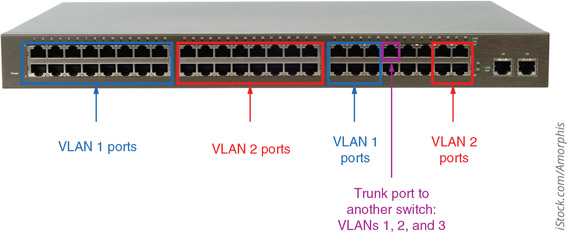 Power
VLAN 1 ports
VLAN 2 ports
VLAN 1
ports
VLAN 2
ports
Trunk port to
another switch:
VLANs 1, 2, and 3
iStock.com/Amorphis